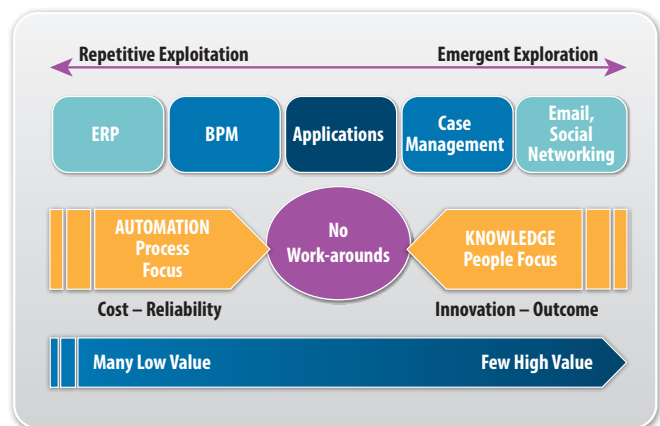 Repetitive Exploitation
Emergent Exploration
ERP
BPM
Applications
Case
Management
Email,
Social
Networking
AUTOMATION
Process
Focus
No
Work-arounds
KNOWLEDGE
People Focus
Cost – Reliability
Innovation – Outcome
Many Low Value
Few High Value